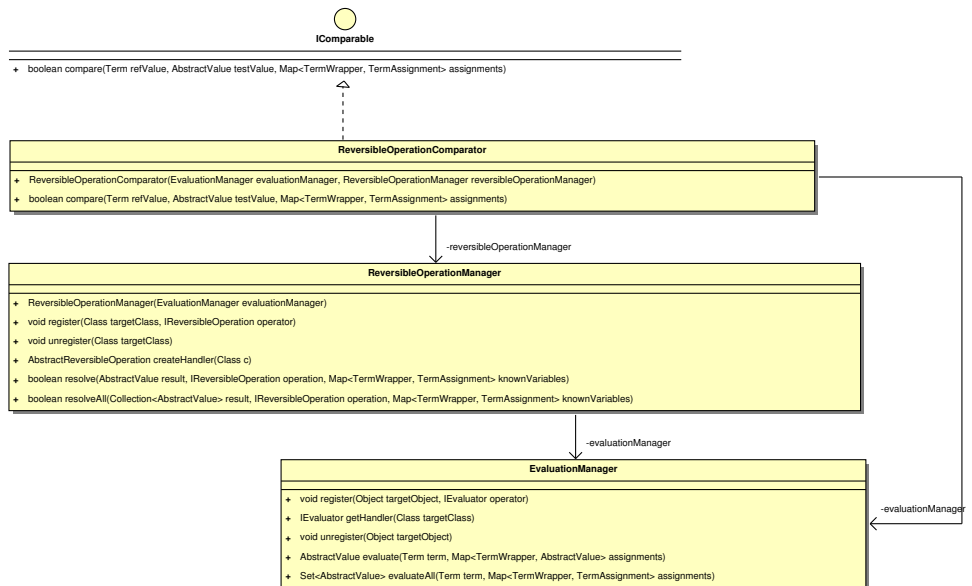 IComparable
+ boolean compare(Term refValue, AbstractValue testValue, Map<TermWrapper, TermAssignment> assignments)
ReversibleOperationComparator
+ ReversibleOperationComparator(EvaluationManager evaluationManager, ReversibleOperationManager reversibleOperationManager)
+ boolean compare(Term refValue, AbstractValue testValue, Map<TermWrapper, TermAssignment> assignments)
-reversibleOperationManager
ReversibleOperationManager
+ ReversibleOperationManager(EvaluationManager evaluationManager)
+ void register(Class targetClass, IReversibleOperation operator)
+ void unregister(Class targetClass)
+ AbstractReversibleOperation createHandler(Class c)
+ boolean resolve(AbstractValue result, IReversibleOperation operation, Map<TermWrapper, TermAssignment> knownVariables)
+ boolean resolveAll(Collection<AbstractValue> result, IReversibleOperation operation, Map<TermWrapper, TermAssignment> knownVariables)
-evaluationManager
EvaluationManager
+ void register(Object targetObject, IEvaluator operator)
-evaluationManager
+ IEvaluator getHandler(Class targetClass)
+ void unregister(Object targetObject)
+ AbstractValue evaluate(Term term, Map<TermWrapper, AbstractValue> assignments)
+ Set<AbstractValue> evaluateAll(Term term, Map<TermWrapper, TermAssignment> assignments)